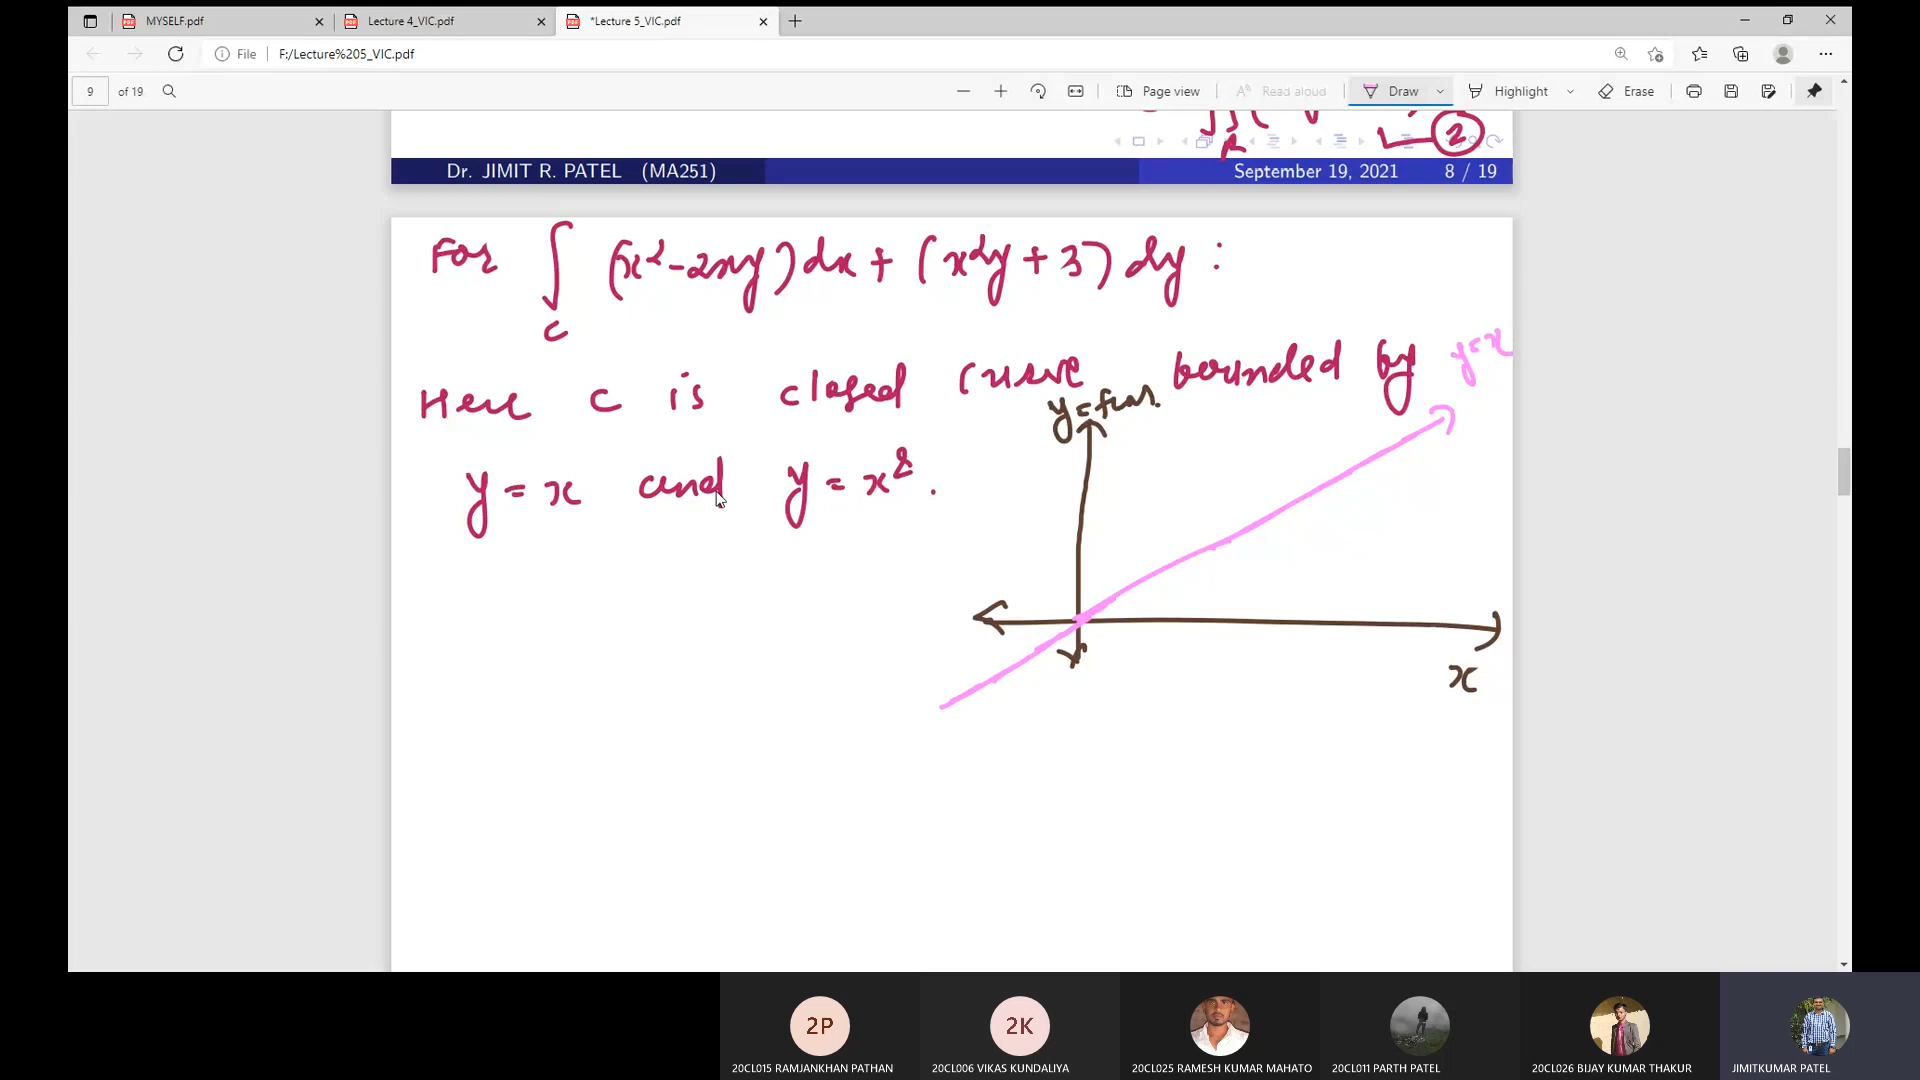 MYSELF.pdf
Lecture 4_VIC.pdf
*Lecture 5_VIC.pdf
File
F:/Lecture%205_VIC.pdf
9 of 19
Page view
Read aloud
Draw
Highlight
Erase
2
Dr. JIMIT R. PATEL (MA251)
September 19, 2021
8 / 19
For ∫ (x²-2xy)dx + (x²y+3) dy :
C
Here C is closed curve bounded by
y = x and y = x² .
y=x
x
2P
2K
20CL015 RAMJANKHAN PATHAN
20CL006 VIKAS KUNDALIYA
20CL025 RAMESH KUMAR MAHATO
20CL011 PARTH PATEL
20CL026 BIJAY KUMAR THAKUR
JIMITKUMAR PATEL